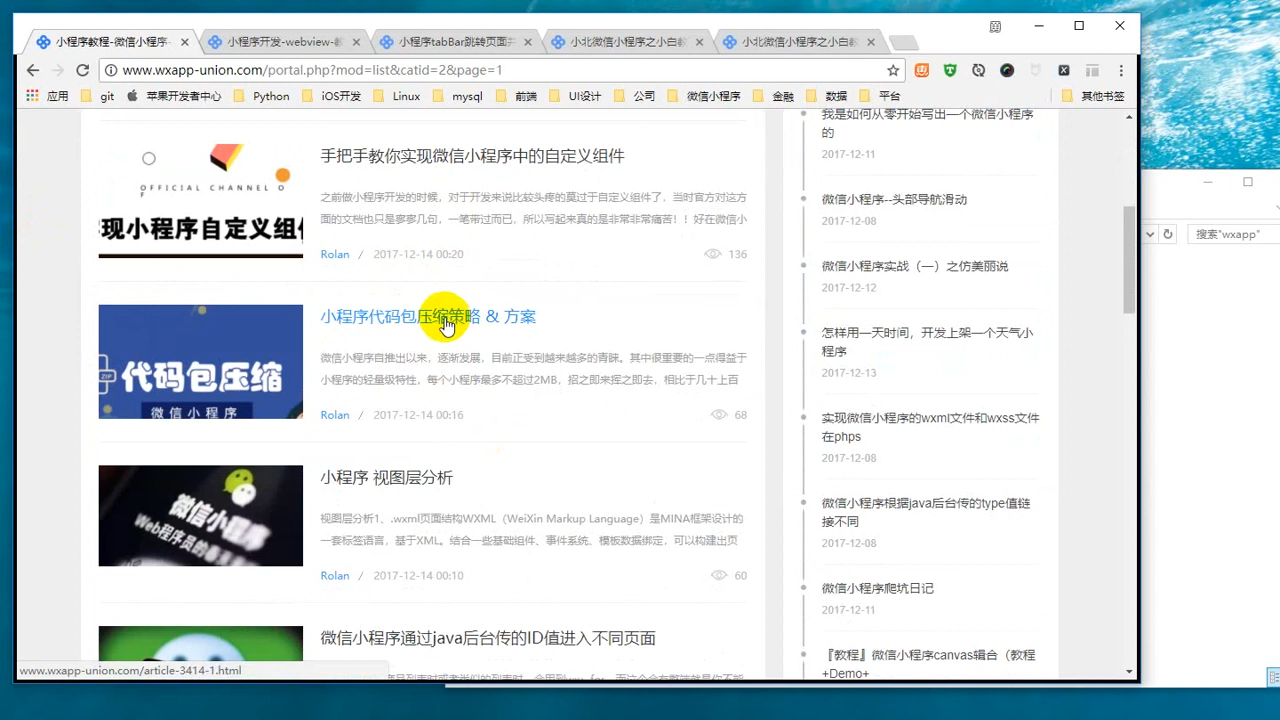 小程序教程-微信小程序-
小程序开发-webview-教
小程序tabBar跳转页面并
小北微信小程序之小白教
小北微信小程序之小白教
www.wxapp-union.com/portal.php?mod=list&catid=2&page=1
应用
git
苹果开发者中心
Python
iOS开发
Linux
mysql
前端
UI设计
公司
微信小程序
金融
数据
平台
其他书签
OFFICIAL CHANNEL O
F
现小程序自定义组件
手把手教你实现微信小程序中的自定义组件
之前做小程序开发的时候，对于开发来说比较头疼的莫过于自定义组件了，当时官方对这方
面的文档也只是寥寥几句，一笔带过而已，所以写起来真的是非常非常痛苦！！好在微信小
Rolan / 2017-12-14 00:20
136
ZIP
代码包压缩
微信小程序
小程序代码包压缩策略 & 方案
微信小程序自推出以来，逐渐发展，目前正受到越来越多的青睐。其中很重要的一点得益于
小程序的轻量级特性，每个小程序最多不超过2MB，招之即来挥之即去，相比于几十上百
Rolan / 2017-12-14 00:16
68
微信小程序
Web程序员的春天
小程序 视图层分析
视图层分析1、.wxml页面结构WXML（WeiXin Markup Language）是MINA框架设计的
一套标签语言，基于XML。结合一些基础组件、事件系统、模板数据绑定，可以构建出页
Rolan / 2017-12-14 00:10
60
微信小程序通过java后台传的ID值进入不同页面
我是如何从零开始写出一个微信小程序
的
2017-12-11
微信小程序--头部导航滑动
2017-12-08
微信小程序实战（一）之仿美丽说
2017-12-12
怎样用一天时间，开发上架一个天气小
程序
2017-12-13
实现微信小程序的wxml文件和wxss文件
在phps
2017-12-08
微信小程序根据java后台传的type值链
接不同
2017-12-08
微信小程序爬坑日记
2017-12-11
『教程』微信小程序canvas辑合（教程
+Demo+
www.wxapp-union.com/article-3414-1.html
搜索"wxapp"